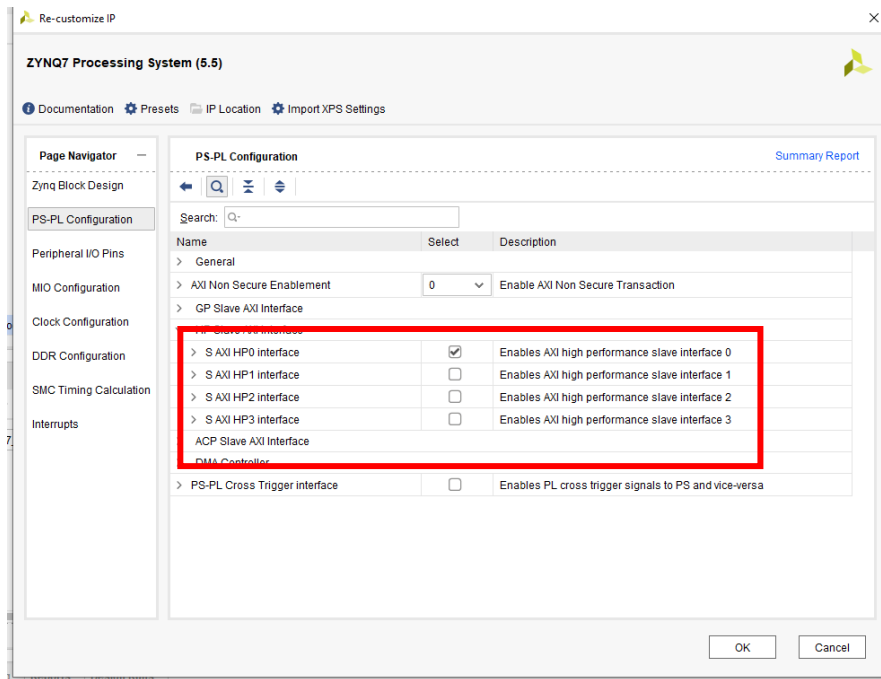 Re-customize IP
ZYNQ7 Processing System (5.5)
Documentation Presets IP Location Import XPS Settings
Page Navigator
Zynq Block Design
PS-PL Configuration
Peripheral I/O Pins
MIO Configuration
Clock Configuration
DDR Configuration
SMC Timing Calculation
Interrupts
PS-PL Configuration Summary Report
Search: Q-
Name Select Description
General
AXI Non Secure Enablement 0 Enable AXI Non Secure Transaction
GP Slave AXI Interface
HP Slave AXI Interface
S AXI HP0 interface Enables AXI high performance slave interface 0
S AXI HP1 interface Enables AXI high performance slave interface 1
S AXI HP2 interface Enables AXI high performance slave interface 2
S AXI HP3 interface Enables AXI high performance slave interface 3
ACP Slave AXI Interface
DMA Controller
PS-PL Cross Trigger interface Enables PL cross trigger signals to PS and vice-versa
OK Cancel